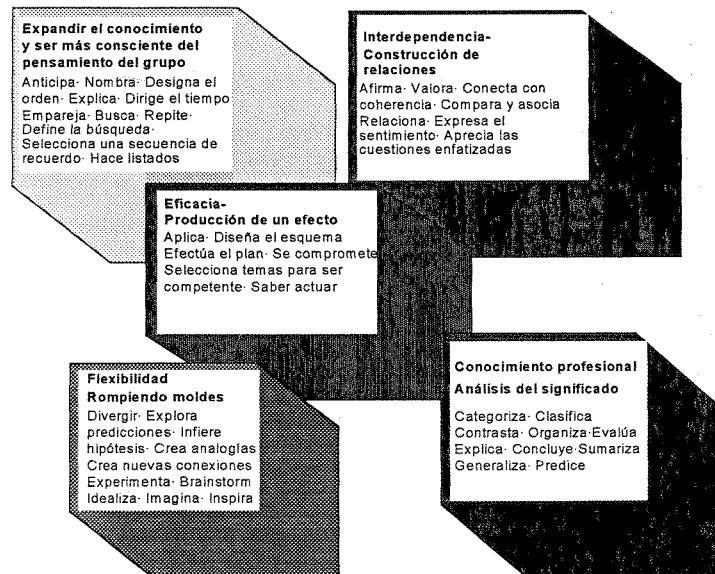 Expandir el conocimiento
y ser más consciente del
pensamiento del grupo
Anticipa· Nombra· Designa el
orden· Explica· Dirige el tiempo
Empareja· Busca· Repite·
Define la búsqueda·
Selecciona una secuencia de
recuerdo· Hace listados
Interdependencia-
Construcción de
relaciones
Afirma· Valora· Conecta con
coherencia· Compara y asocia
Relaciona· Expresa el
sentimiento· Aprecia las
cuestiones enfatizadas
Eficacia-
Producción de un efecto
Aplica· Diseña el esquema
Efectúa el plan· Se compromete
Selecciona temas para ser
competente· Saber actuar
Flexibilidad
Rompiendo moldes
Divergir· Explora
predicciones· Infiere
hipótesis· Crea analogías
Crea nuevas conexiones
Experimenta· Brainstorm
Idealiza· Imagina· Inspira
Conocimiento profesional
Análisis del significado
Categoriza· Clasifica
Contrasta· Organiza·Evalúa
Explica· Concluye·Sumariza
Generaliza· Predice